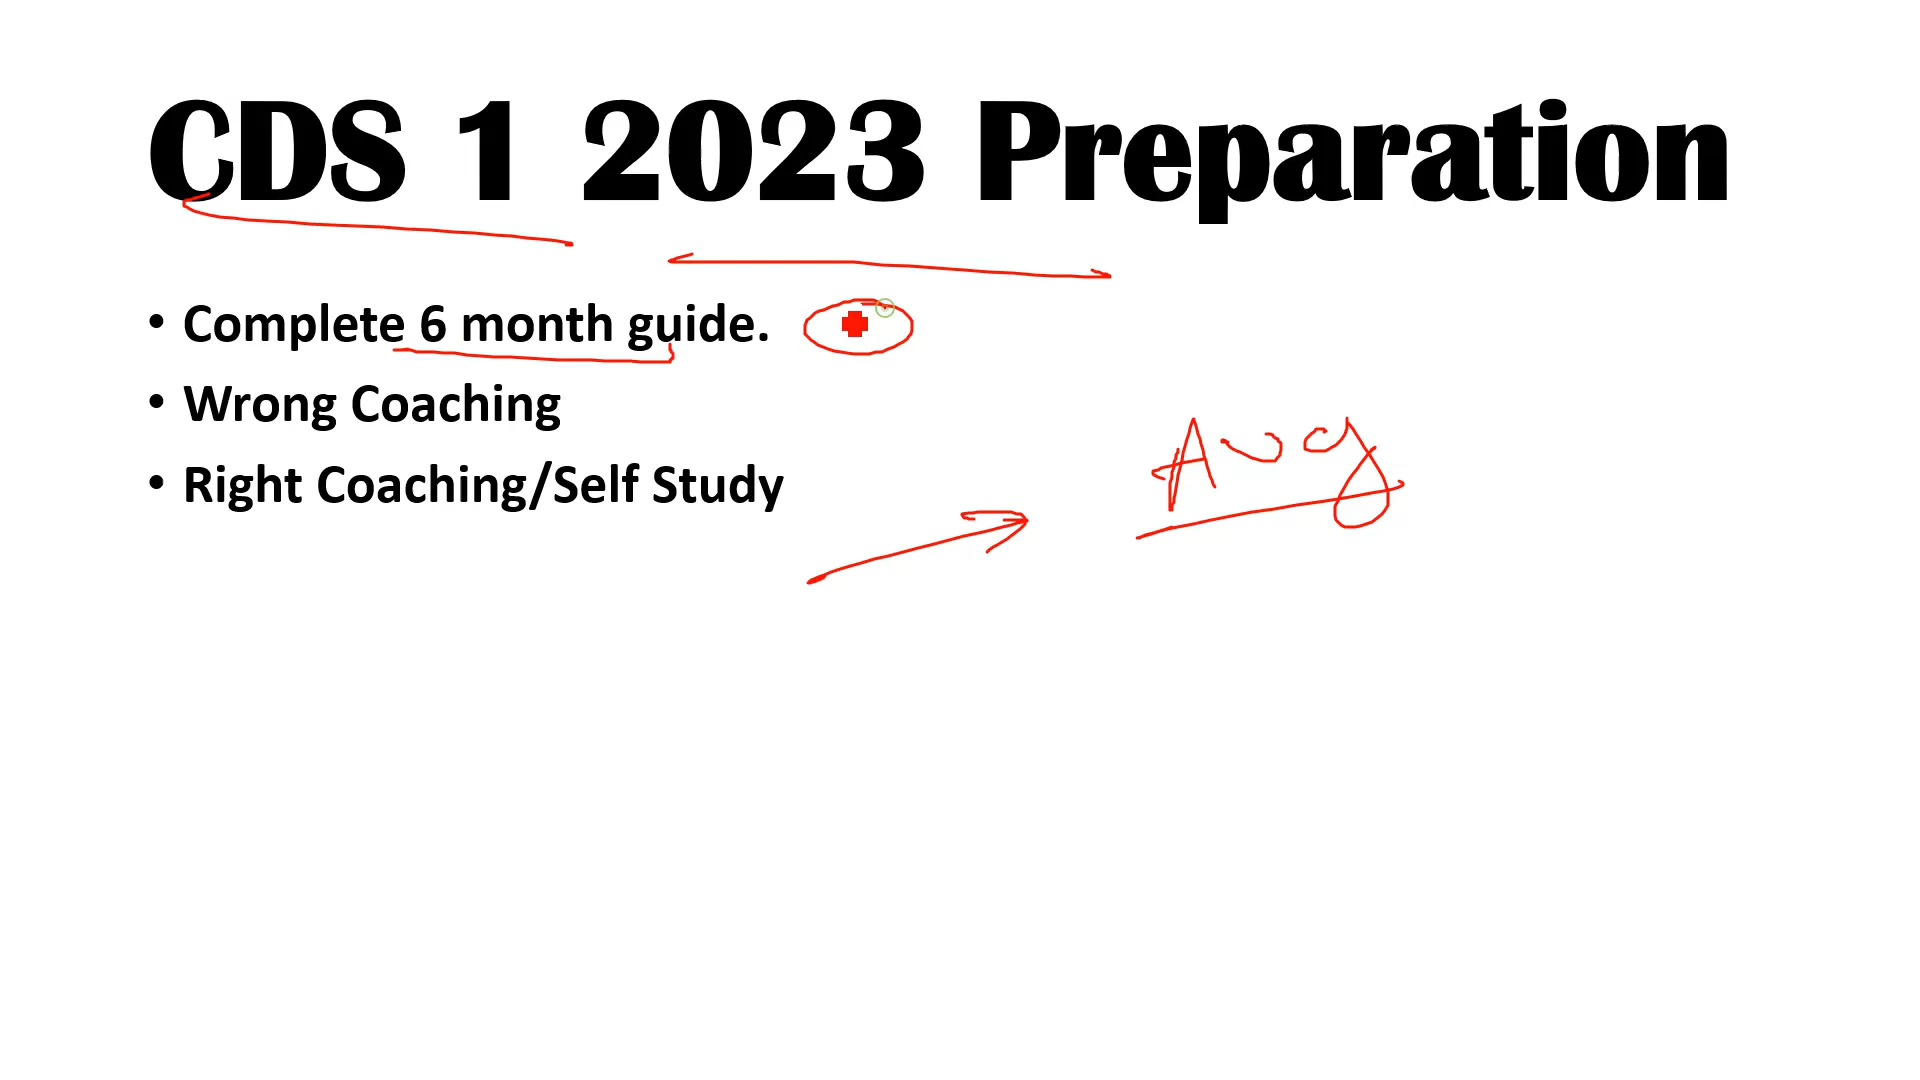 CDS 1 2023 Preparation
• Complete 6 month guide.
• Wrong Coaching
• Right Coaching/Self Study
Aug